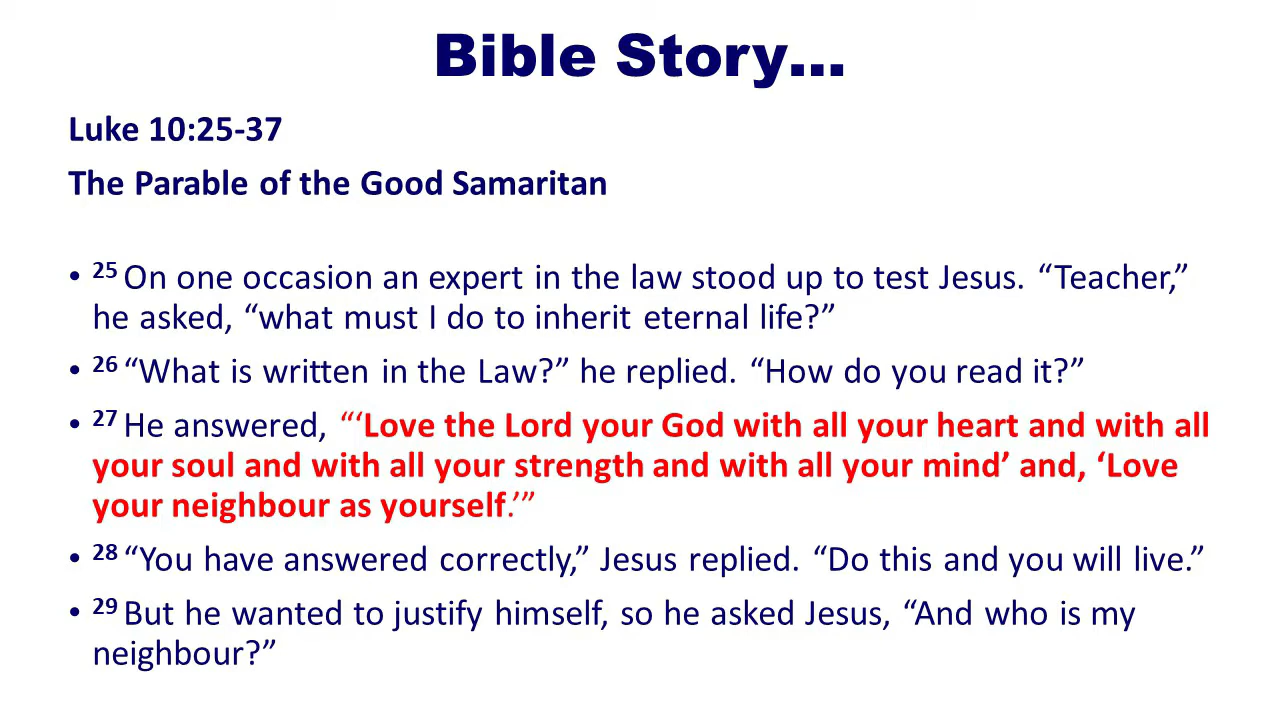 Bible Story...
Luke 10:25-37
The Parable of the Good Samaritan
• 25 On one occasion an expert in the law stood up to test Jesus. “Teacher,”
he asked, “what must I do to inherit eternal life?”
• 26 “What is written in the Law?” he replied. “How do you read it?”
• 27 He answered, “‘Love the Lord your God with all your heart and with all
your soul and with all your strength and with all your mind’ and, ‘Love
your neighbour as yourself.’”
• 28 “You have answered correctly,” Jesus replied. “Do this and you will live.”
• 29 But he wanted to justify himself, so he asked Jesus, “And who is my
neighbour?”